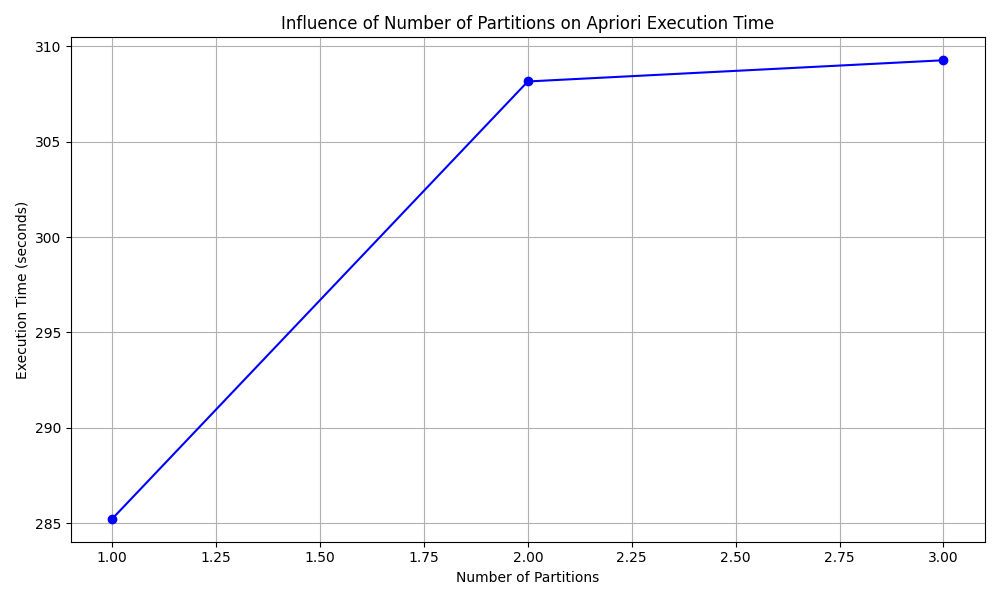 Influence of Number of Partitions on Apriori Execution Time
310
305
300
295
290
285
Execution Time (seconds)
1.00 1.25 1.50 1.75 2.00 2.25 2.50 2.75 3.00
Number of Partitions